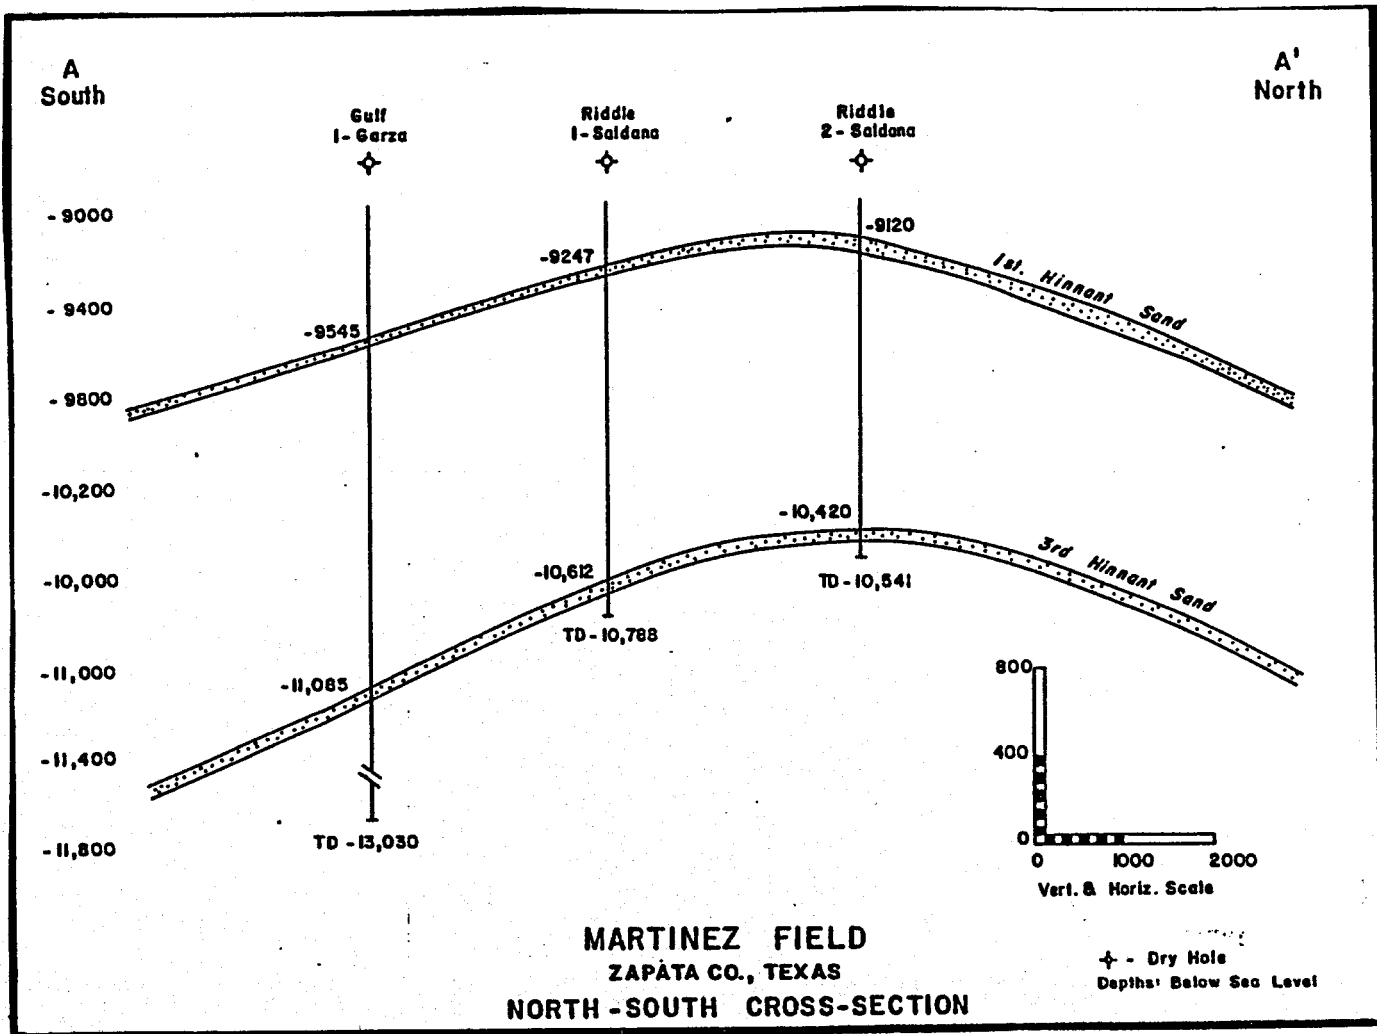 A
South
A'
North
Gulf
1-Garza
Riddle
1-Saldana
Riddle
2-Saldana
-9000
-9400
-9800
-10,200
-10,000
-11,000
-11,400
-11,800
-9545
-9247
-9120
1st. Hinnant Sand
-11,085
-10,612
-10,420
3rd Hinnant Sand
TD-13,030
TD-10,788
TD-10,541
800
400
0
0 1000 2000
Vert. & Horiz. Scale
MARTINEZ FIELD
ZAPATA CO., TEXAS
NORTH-SOUTH CROSS-SECTION
- Dry Hole
Depths: Below Sea Level